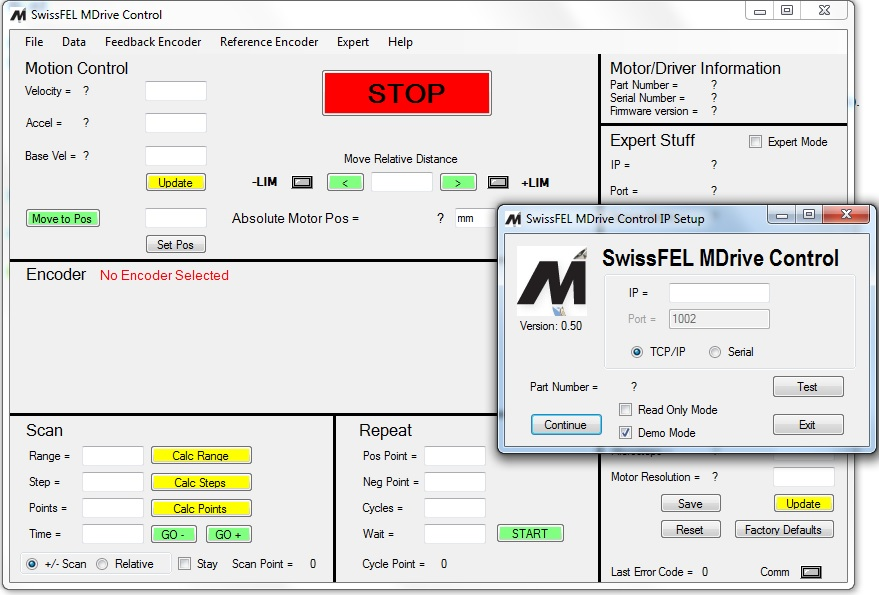 SwissFEL MDrive Control
File Data Feedback Encoder Reference Encoder Expert Help
Motion Control
Velocity = ?
Accel = ?
Base Vel = ?
Update
Move to Pos
Set Pos
STOP
Move Relative Distance
-LIM < > +LIM
Absolute Motor Pos = ? mm
Motor/Driver Information
Part Number = ?
Serial Number = ?
Firmware version = ?
Expert Stuff Expert Mode
IP = ?
Port = ?
SwissFEL MDrive Control IP Setup
SwissFEL MDrive Control
Version: 0.50
IP =
Port = 1002
TCP/IP Serial
Part Number = ? Test
Read Only Mode
Continue Exit
Demo Mode
Encoder No Encoder Selected
Scan
Range = Calc Range
Step = Calc Steps
Points = Calc Points
Time = GO - GO +
+/- Scan Relative Stay Scan Point = 0
Repeat
Pos Point =
Neg Point =
Cycles =
Wait = START
Cycle Point = 0
Motor Resolution = ?
Save Update
Reset Factory Defaults
Last Error Code = 0 Comm